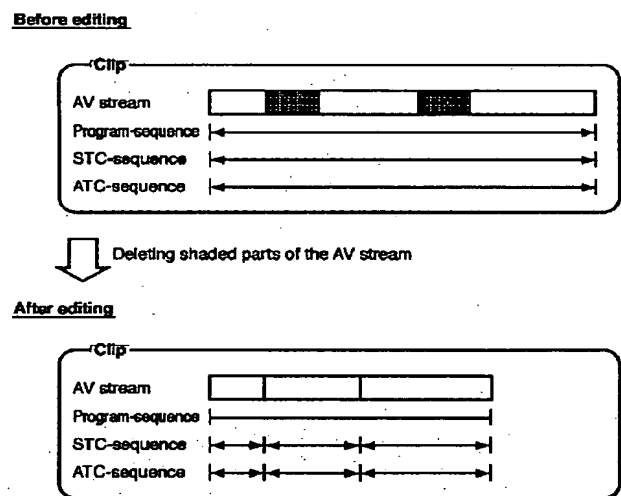 Before editing
Clip
AV stream
Program-sequence
STC-sequence
ATC-sequence
Deleting shaded parts of the AV stream
After editing
Clip
AV stream
Program-sequence
STC-sequence
ATC-sequence